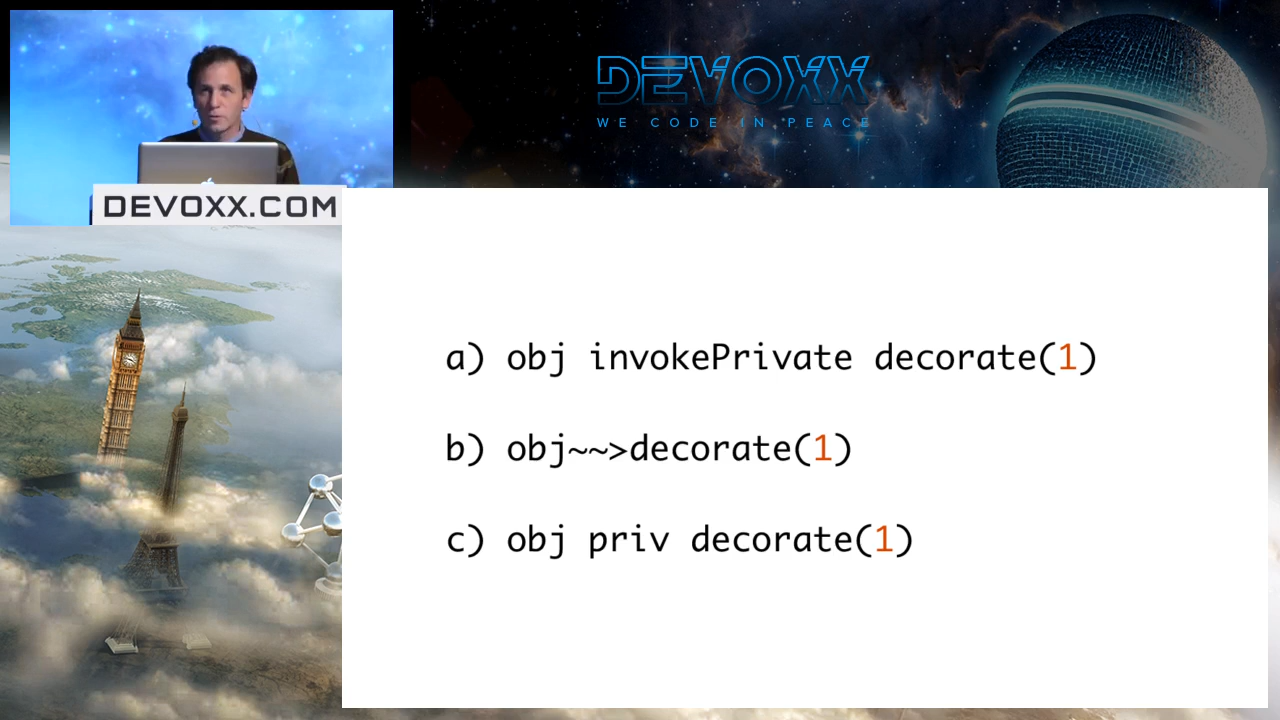 DEVOXX
WE CODE IN PEACE
DEVOXX.COM
a) obj invokePrivate decorate(1)
b) obj~~>decorate(1)
c) obj priv decorate(1)